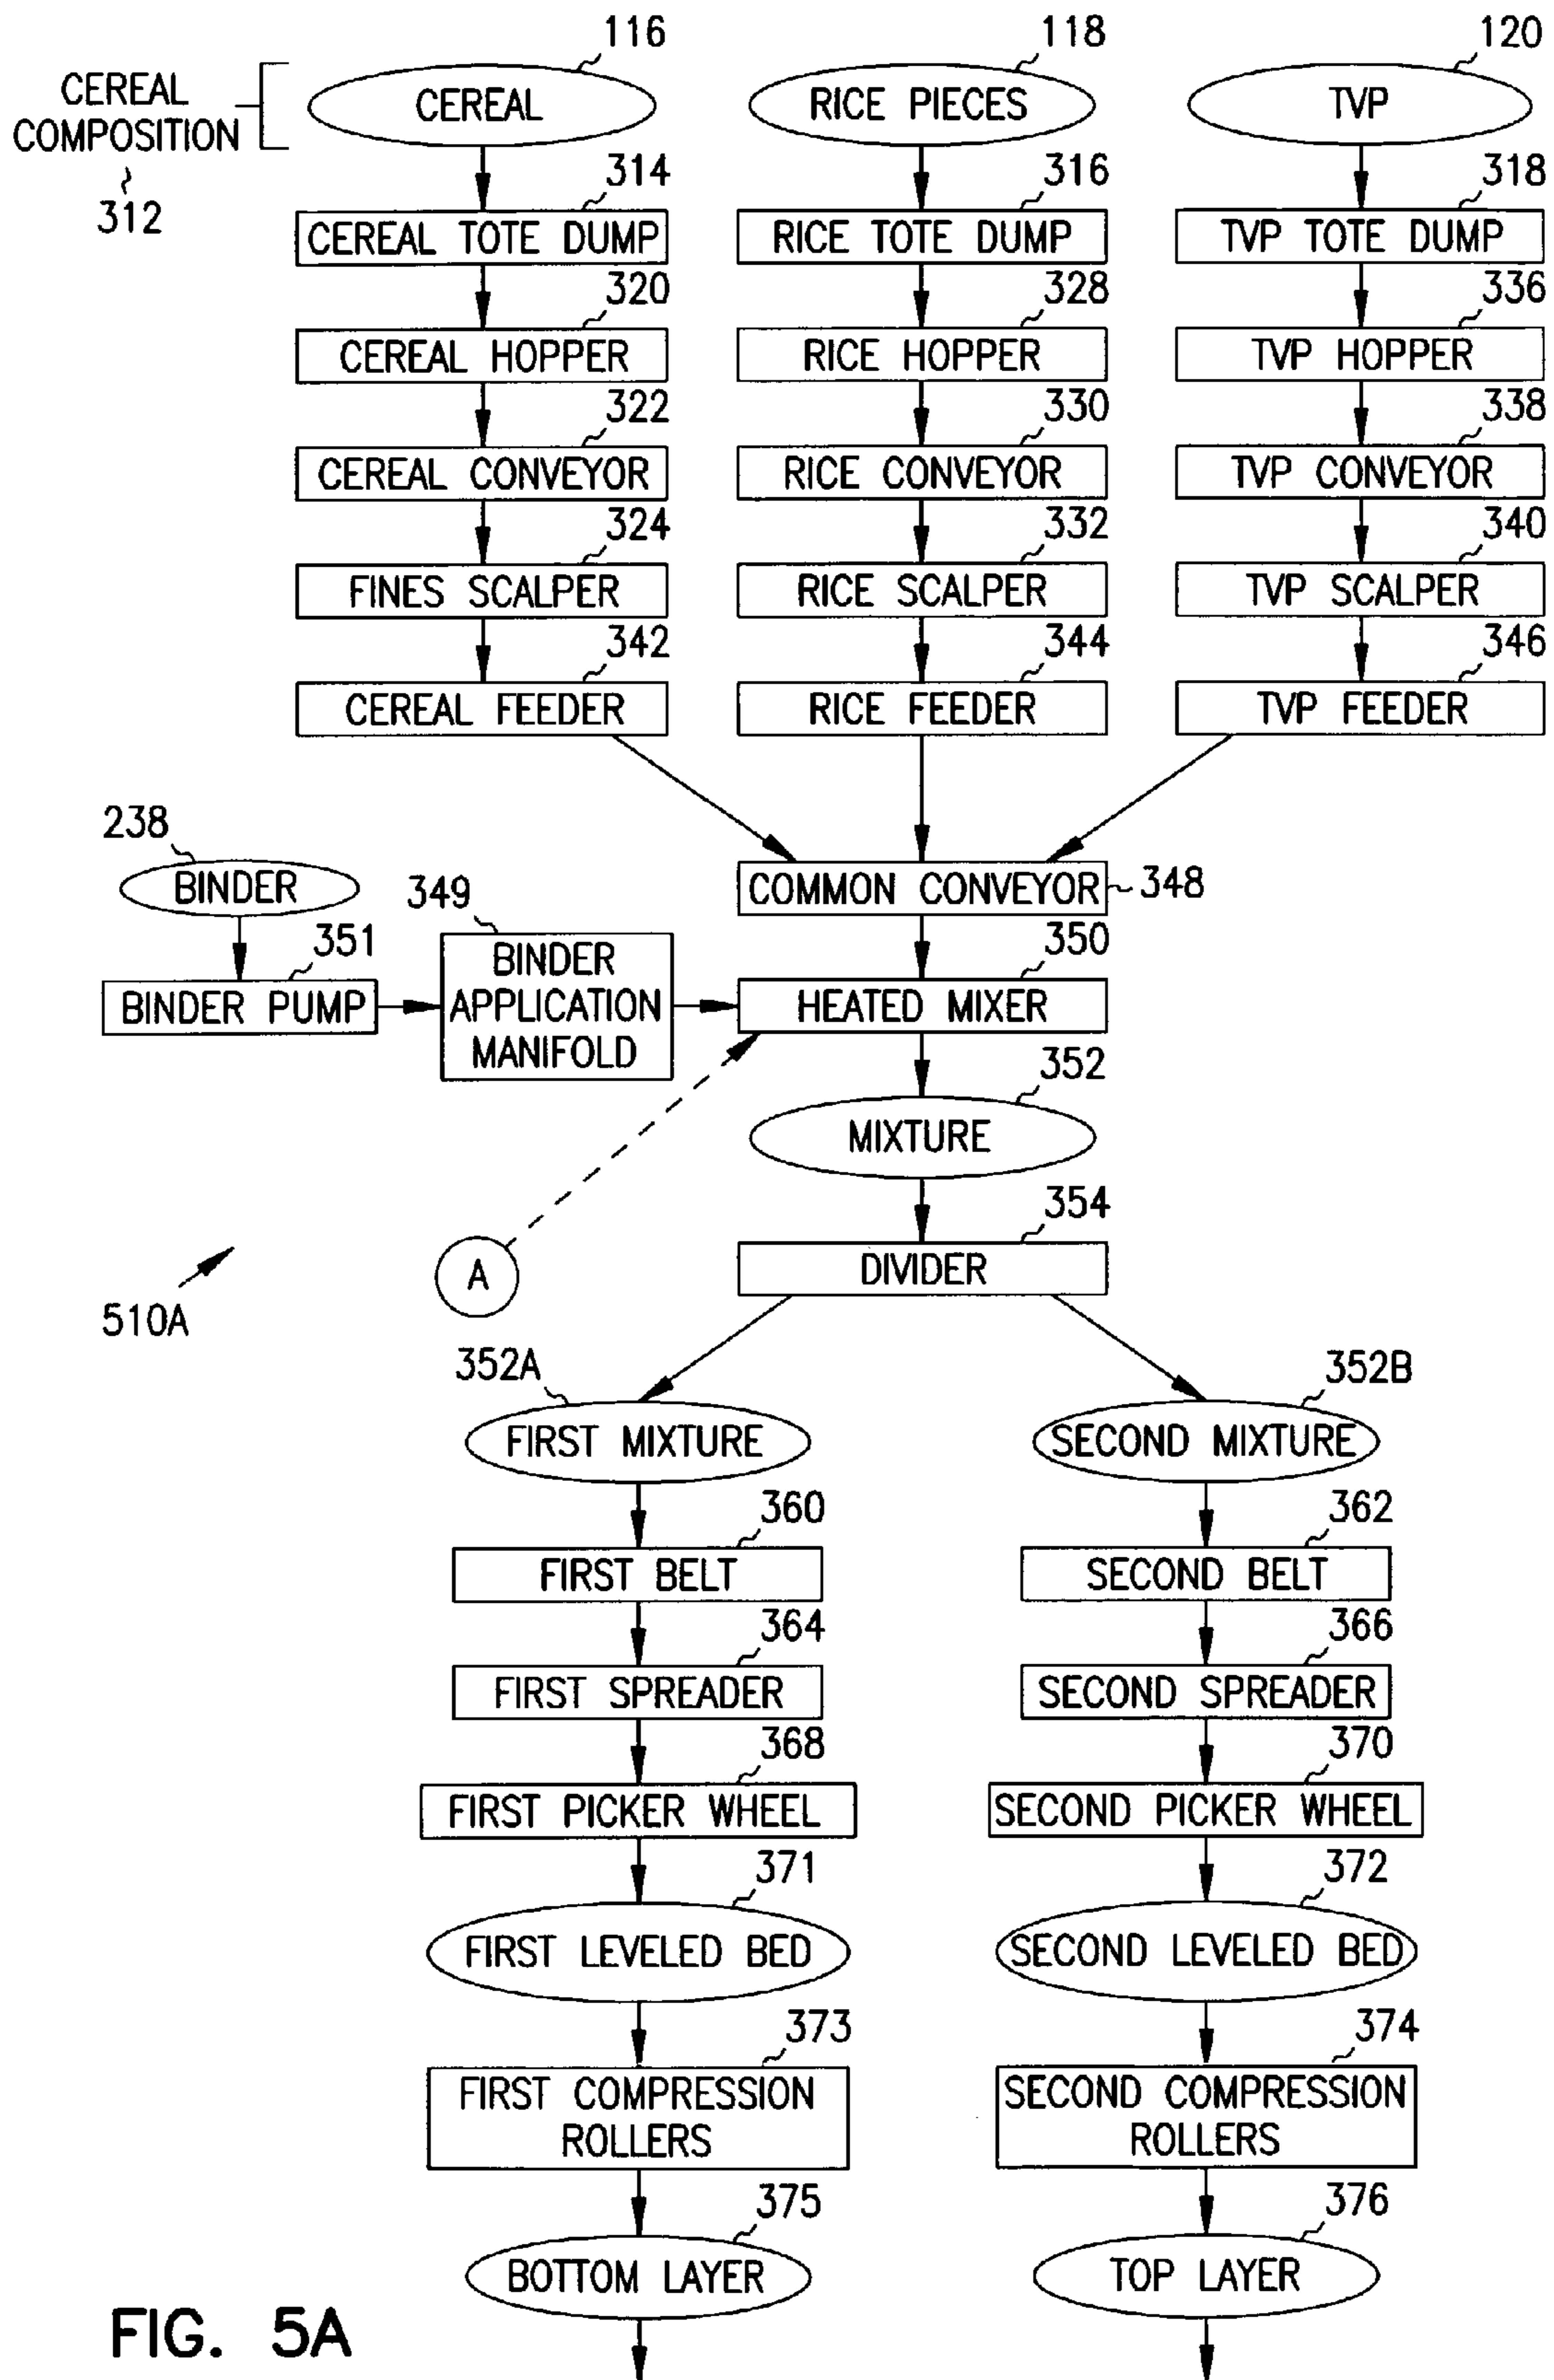 116
118
120
CEREAL
COMPOSITION
312
CEREAL
RICE PIECES
TVP
314
316
318
CEREAL TOTE DUMP
RICE TOTE DUMP
TVP TOTE DUMP
320
328
336
CEREAL HOPPER
RICE HOPPER
TVP HOPPER
322
330
338
CEREAL CONVEYOR
RICE CONVEYOR
TVP CONVEYOR
324
332
340
FINES SCALPER
RICE SCALPER
TVP SCALPER
342
344
346
CEREAL FEEDER
RICE FEEDER
TVP FEEDER
238
BINDER
349
COMMON CONVEYOR
348
351
BINDER PUMP
BINDER
APPLICATION
MANIFOLD
350
HEATED MIXER
352
MIXTURE
354
A
DIVIDER
510A
352A
352B
FIRST MIXTURE
SECOND MIXTURE
360
362
FIRST BELT
SECOND BELT
364
366
FIRST SPREADER
SECOND SPREADER
368
370
FIRST PICKER WHEEL
SECOND PICKER WHEEL
371
372
FIRST LEVELED BED
SECOND LEVELED BED
373
374
FIRST COMPRESSION
ROLLERS
SECOND COMPRESSION
ROLLERS
375
376
BOTTOM LAYER
TOP LAYER
FIG. 5A